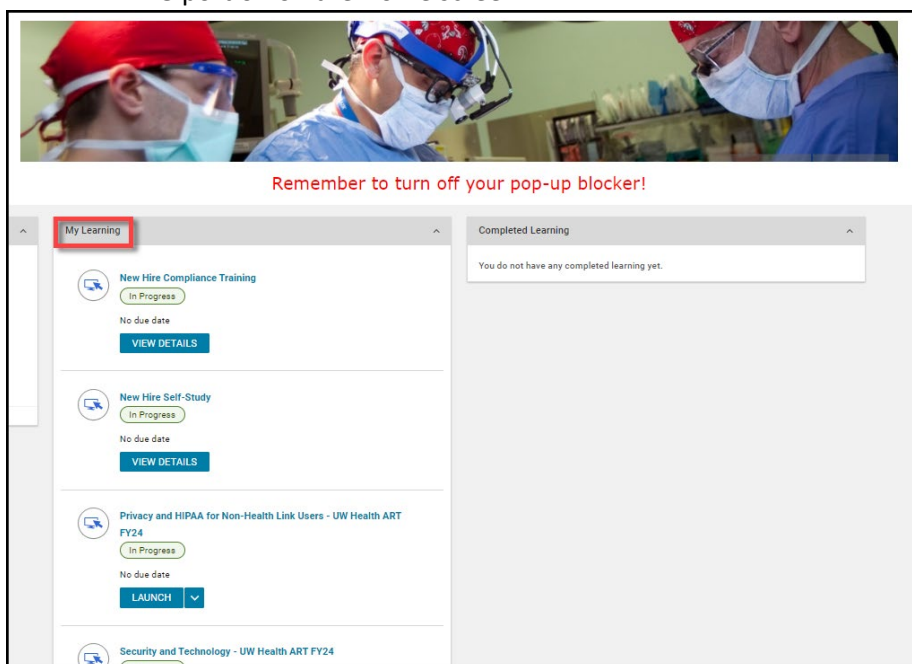 Remember to turn off your pop-up blocker!
My Learning
Completed Learning
You do not have any completed learning yet.
New Hire Compliance Training
In Progress
No due date
VIEW DETAILS
New Hire Self-Study
In Progress
No due date
VIEW DETAILS
Privacy and HIPAA for Non-Health Link Users - UW Health ART
FY24
In Progress
No due date
LAUNCH
Security and Technology - UW Health ART FY24